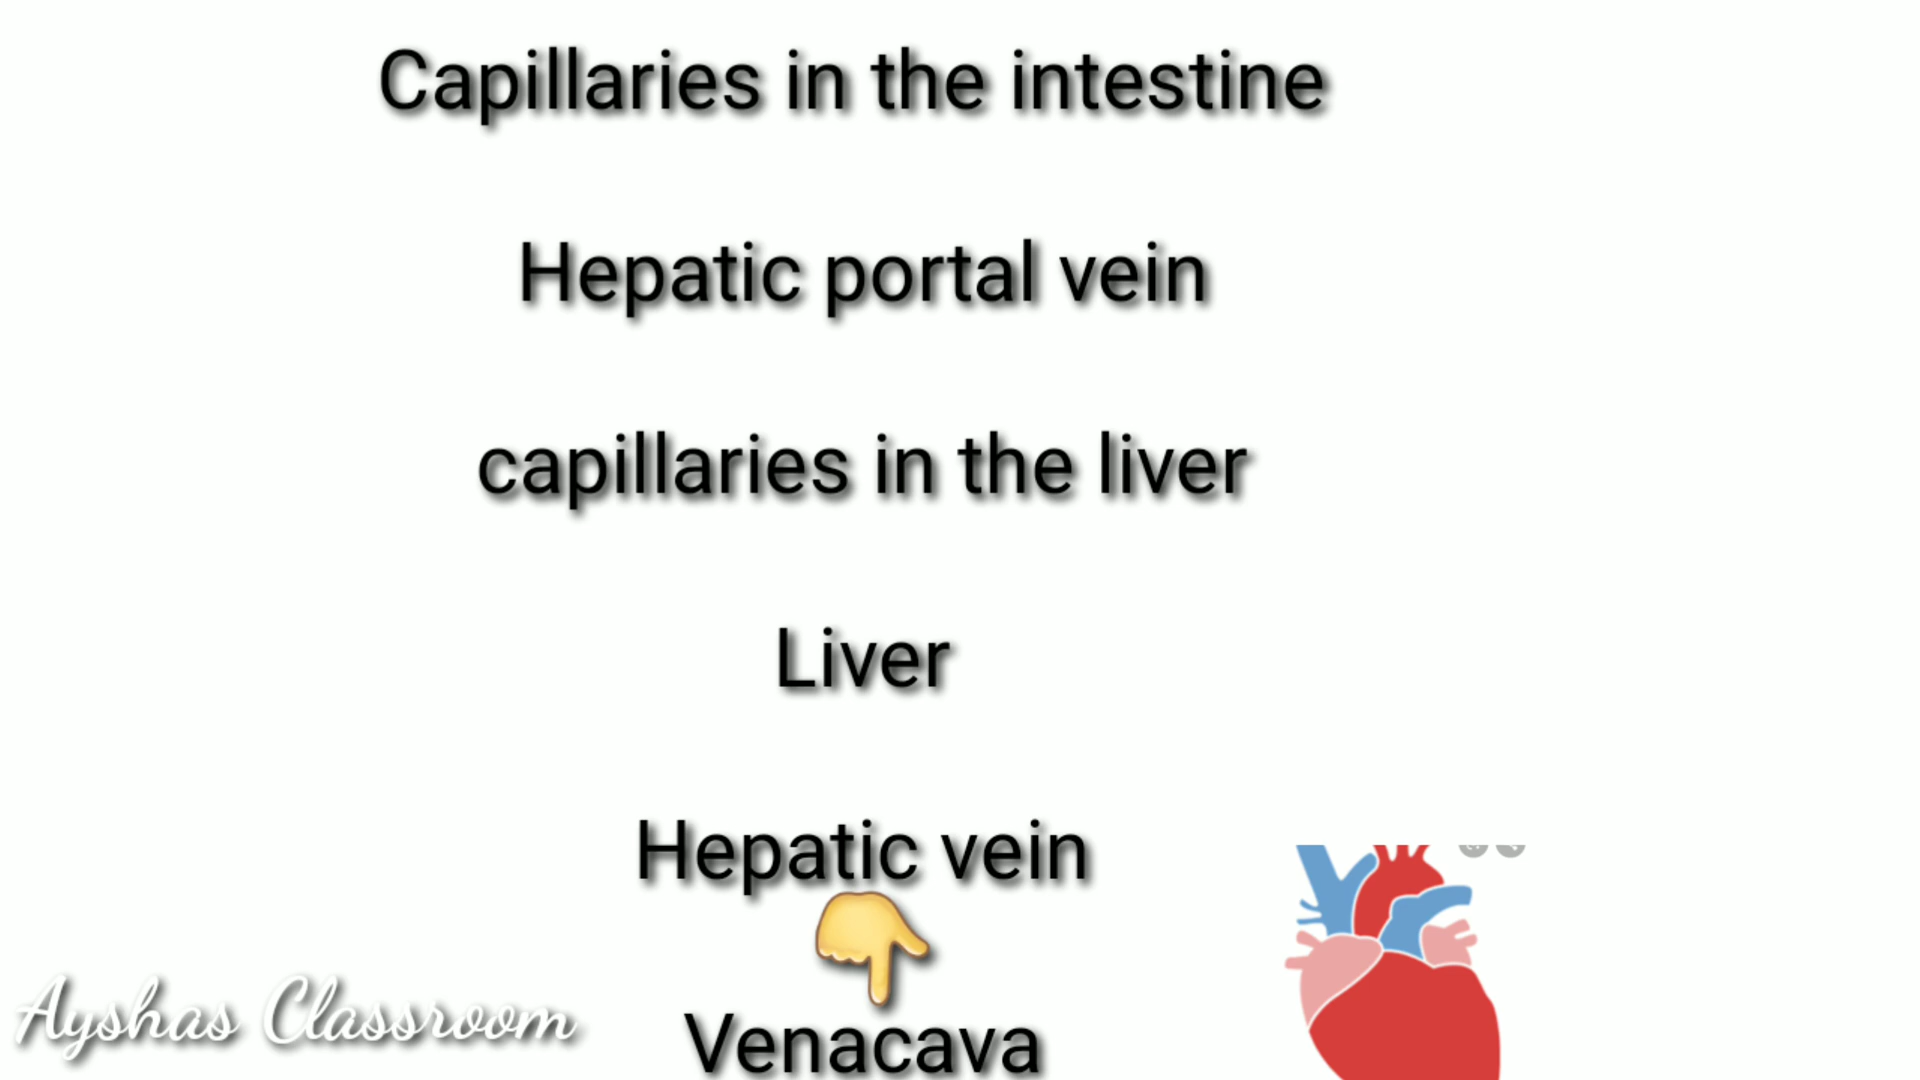 Capillaries in the intestine
Hepatic portal vein
capillaries in the liver
Liver
Hepatic vein
Venacava
Ayshas Classroom